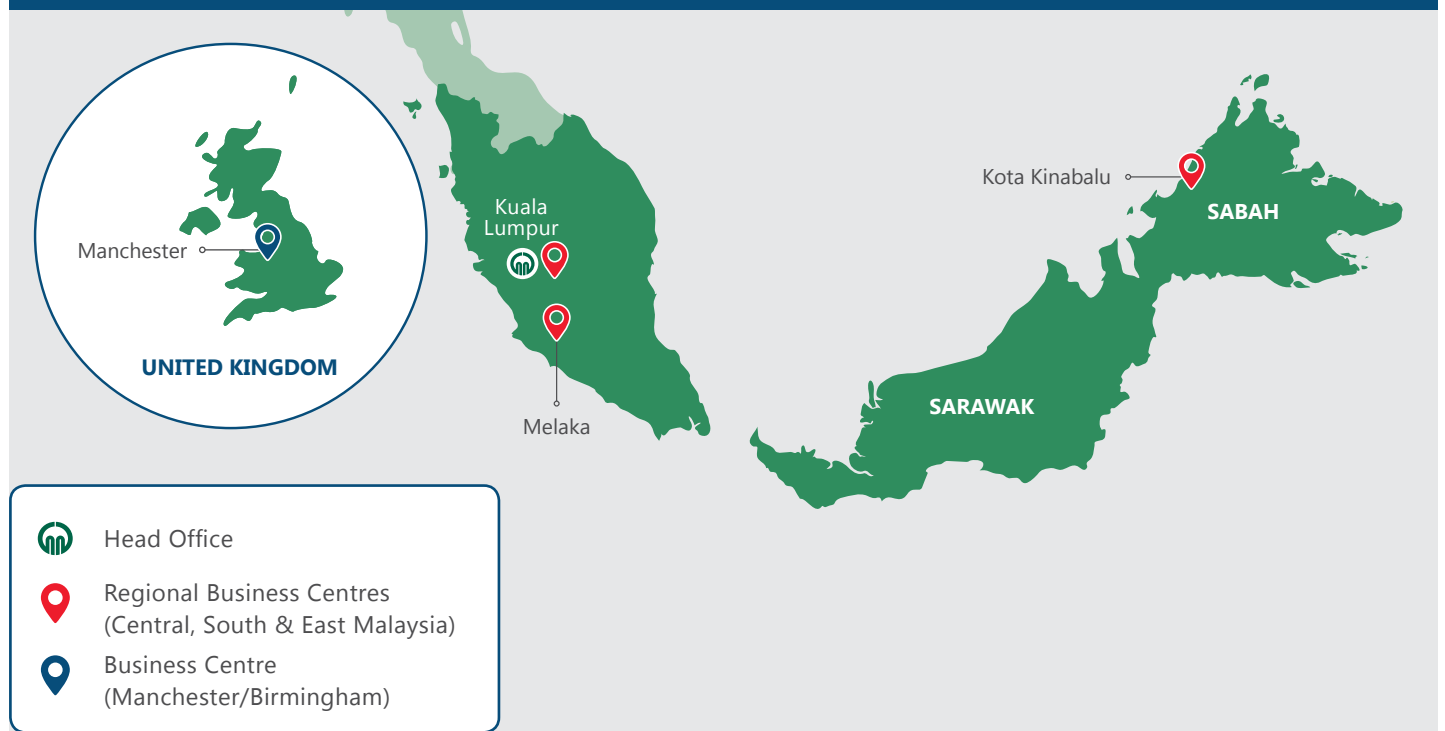 Manchester
UNITED KINGDOM
Kuala
Lumpur
Melaka
Kota Kinabalu
SABAH
SARAWAK
Head Office
Regional Business Centres
(Central, South & East Malaysia)
Business Centre
(Manchester/Birmingham)